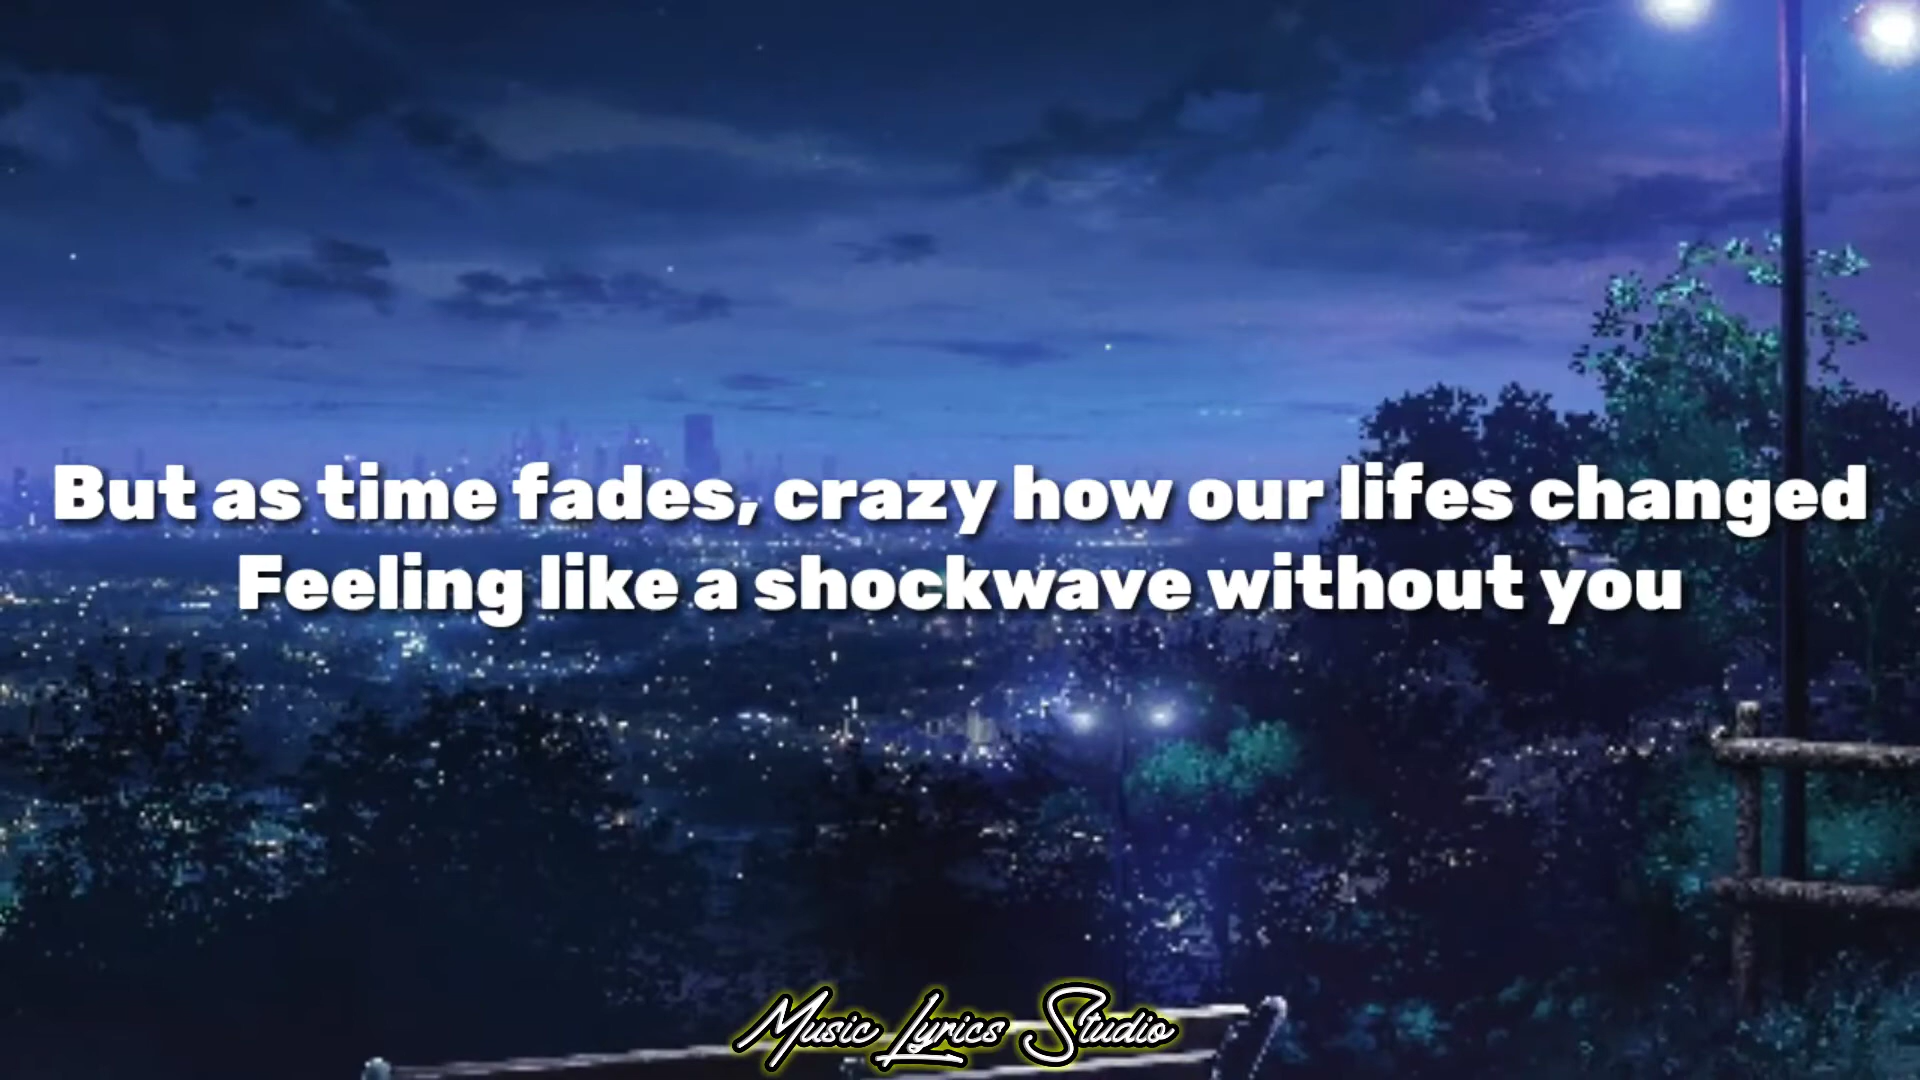 But as time fades, crazy how our lifes changed
Feeling like a shockwave without you
Music Lyrics Studio